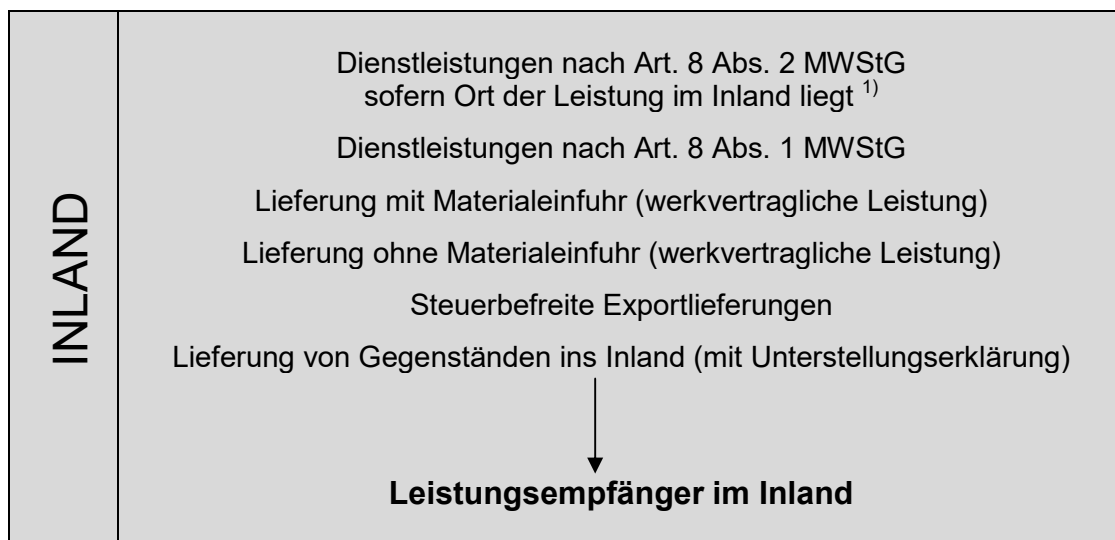 INLAND
Dienstleistungen nach Art. 8 Abs. 2 MWStG
sofern Ort der Leistung im Inland liegt 1)
Dienstleistungen nach Art. 8 Abs. 1 MWStG
Lieferung mit Materialeinfuhr (werkvertragliche Leistung)
Lieferung ohne Materialeinfuhr (werkvertragliche Leistung)
Steuerbefreite Exportlieferungen
Lieferung von Gegenständen ins Inland (mit Unterstellungserklärung)
Leistungsempfänger im Inland